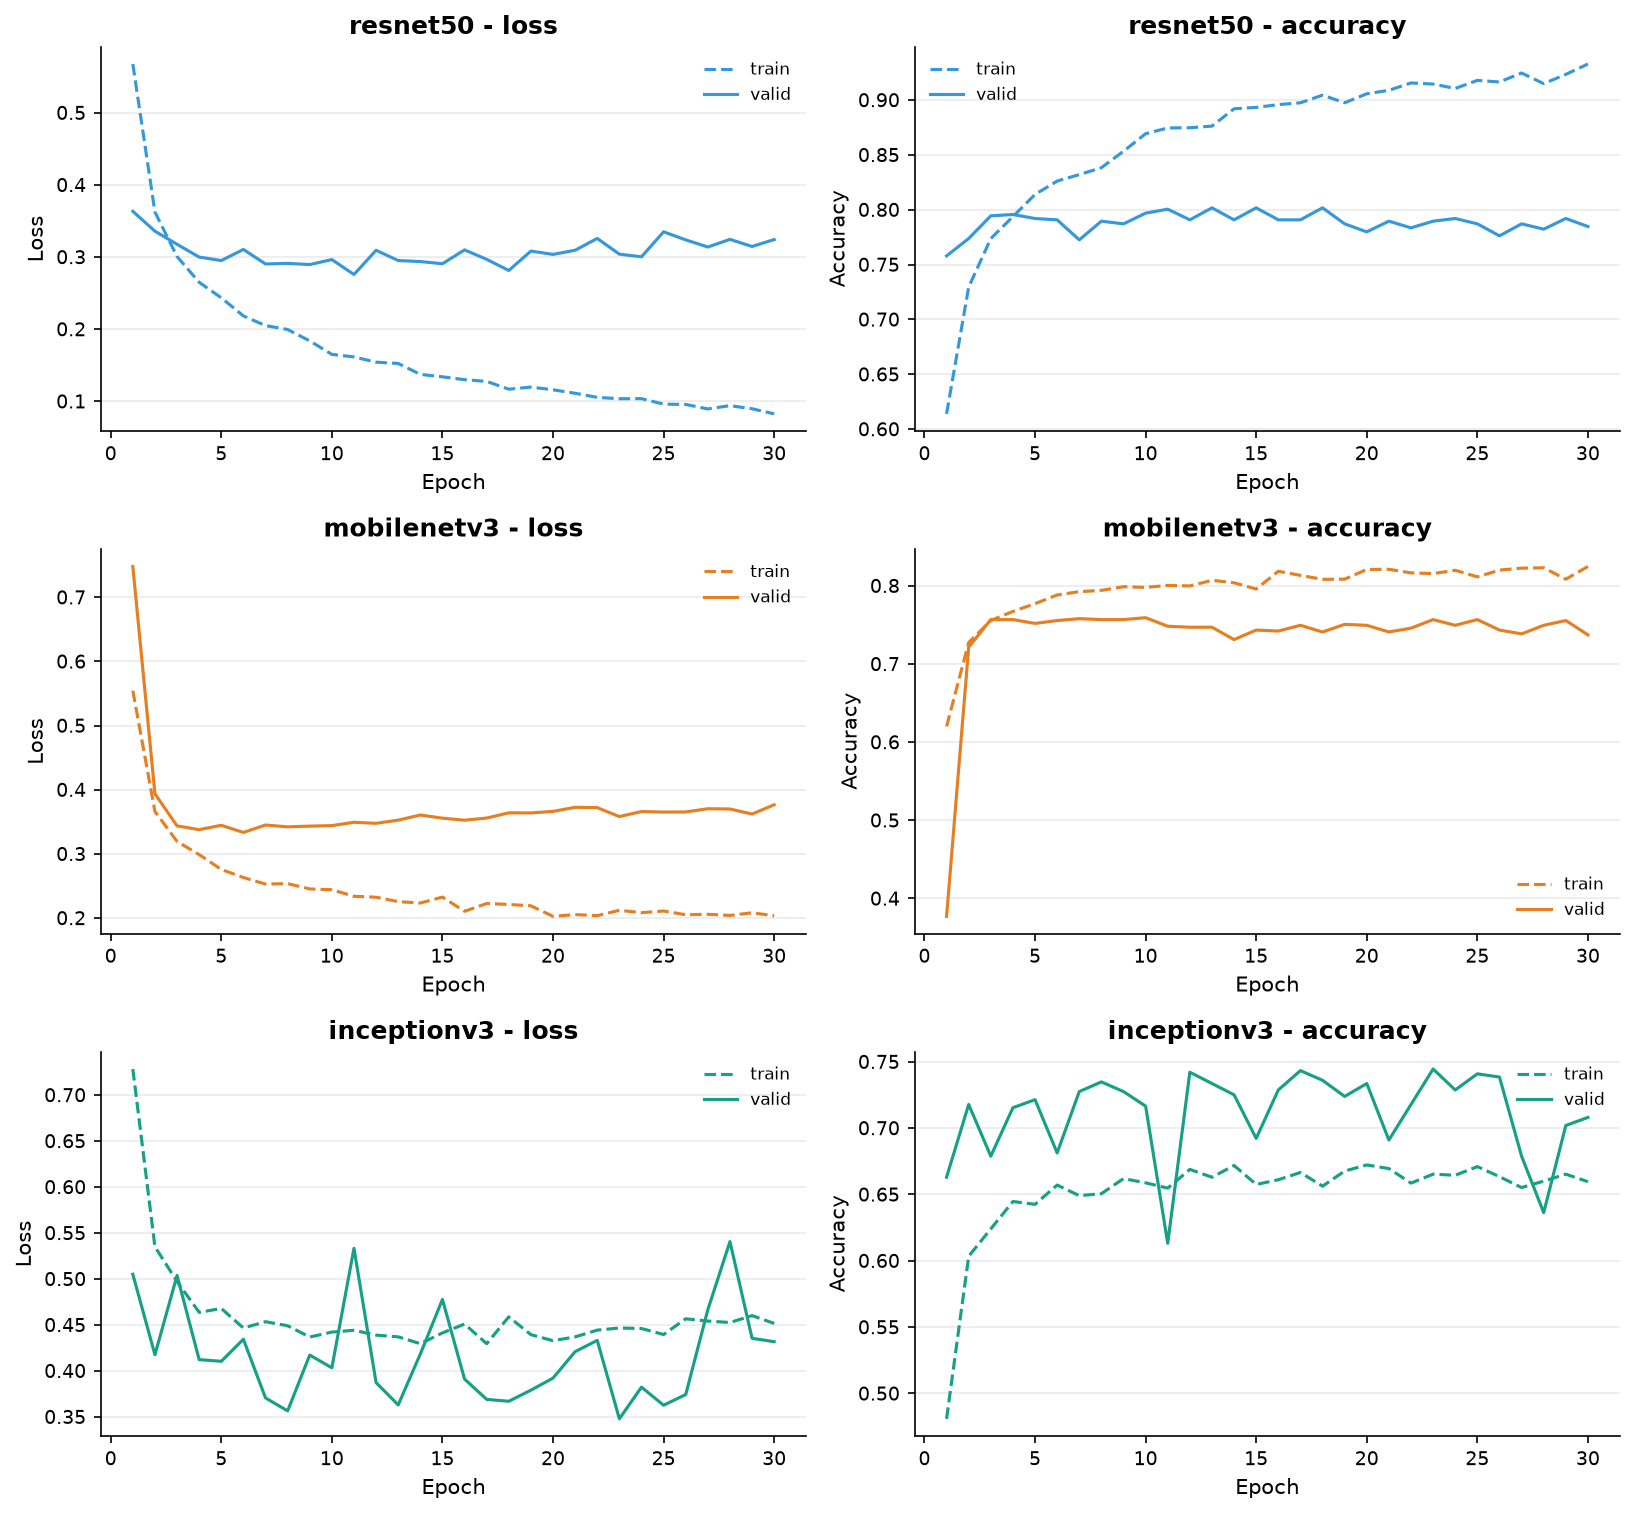 resnet50 - loss
train
valid
0.5
0.4
0.3
0.2
0.1
Loss
0 5 10 15 20 25 30
Epoch
resnet50 - accuracy
train
valid
0.90
0.85
0.80
0.75
0.70
0.65
0.60
Accuracy
0 5 10 15 20 25 30
Epoch
mobilenetv3 - loss
train
valid
0.7
0.6
0.5
0.4
0.3
0.2
Loss
0 5 10 15 20 25 30
Epoch
mobilenetv3 - accuracy
0.8
0.7
0.6
0.5
0.4
Accuracy
train
valid
0 5 10 15 20 25 30
Epoch
inceptionv3 - loss
train
valid
0.70
0.65
0.60
0.55
0.50
0.45
0.40
0.35
Loss
0 5 10 15 20 25 30
Epoch
inceptionv3 - accuracy
train
valid
0.75
0.70
0.65
0.60
0.55
0.50
Accuracy
0 5 10 15 20 25 30
Epoch